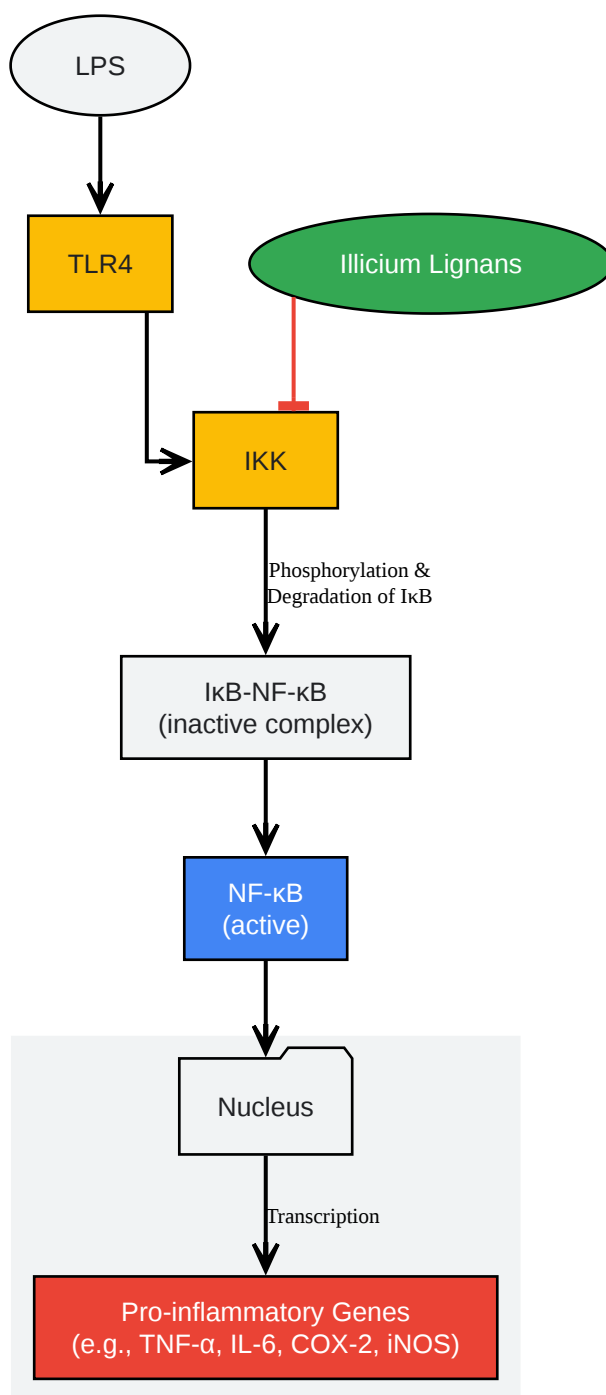 LPS
TLR4
Illicium Lignans
IKK
Phosphorylation &
Degradation of IκB
IκB-NF-κB
(inactive complex)
NF-κB
(active)
Nucleus
Transcription
Pro-inflammatory Genes
(e.g., TNF-α, IL-6, COX-2, iNOS)